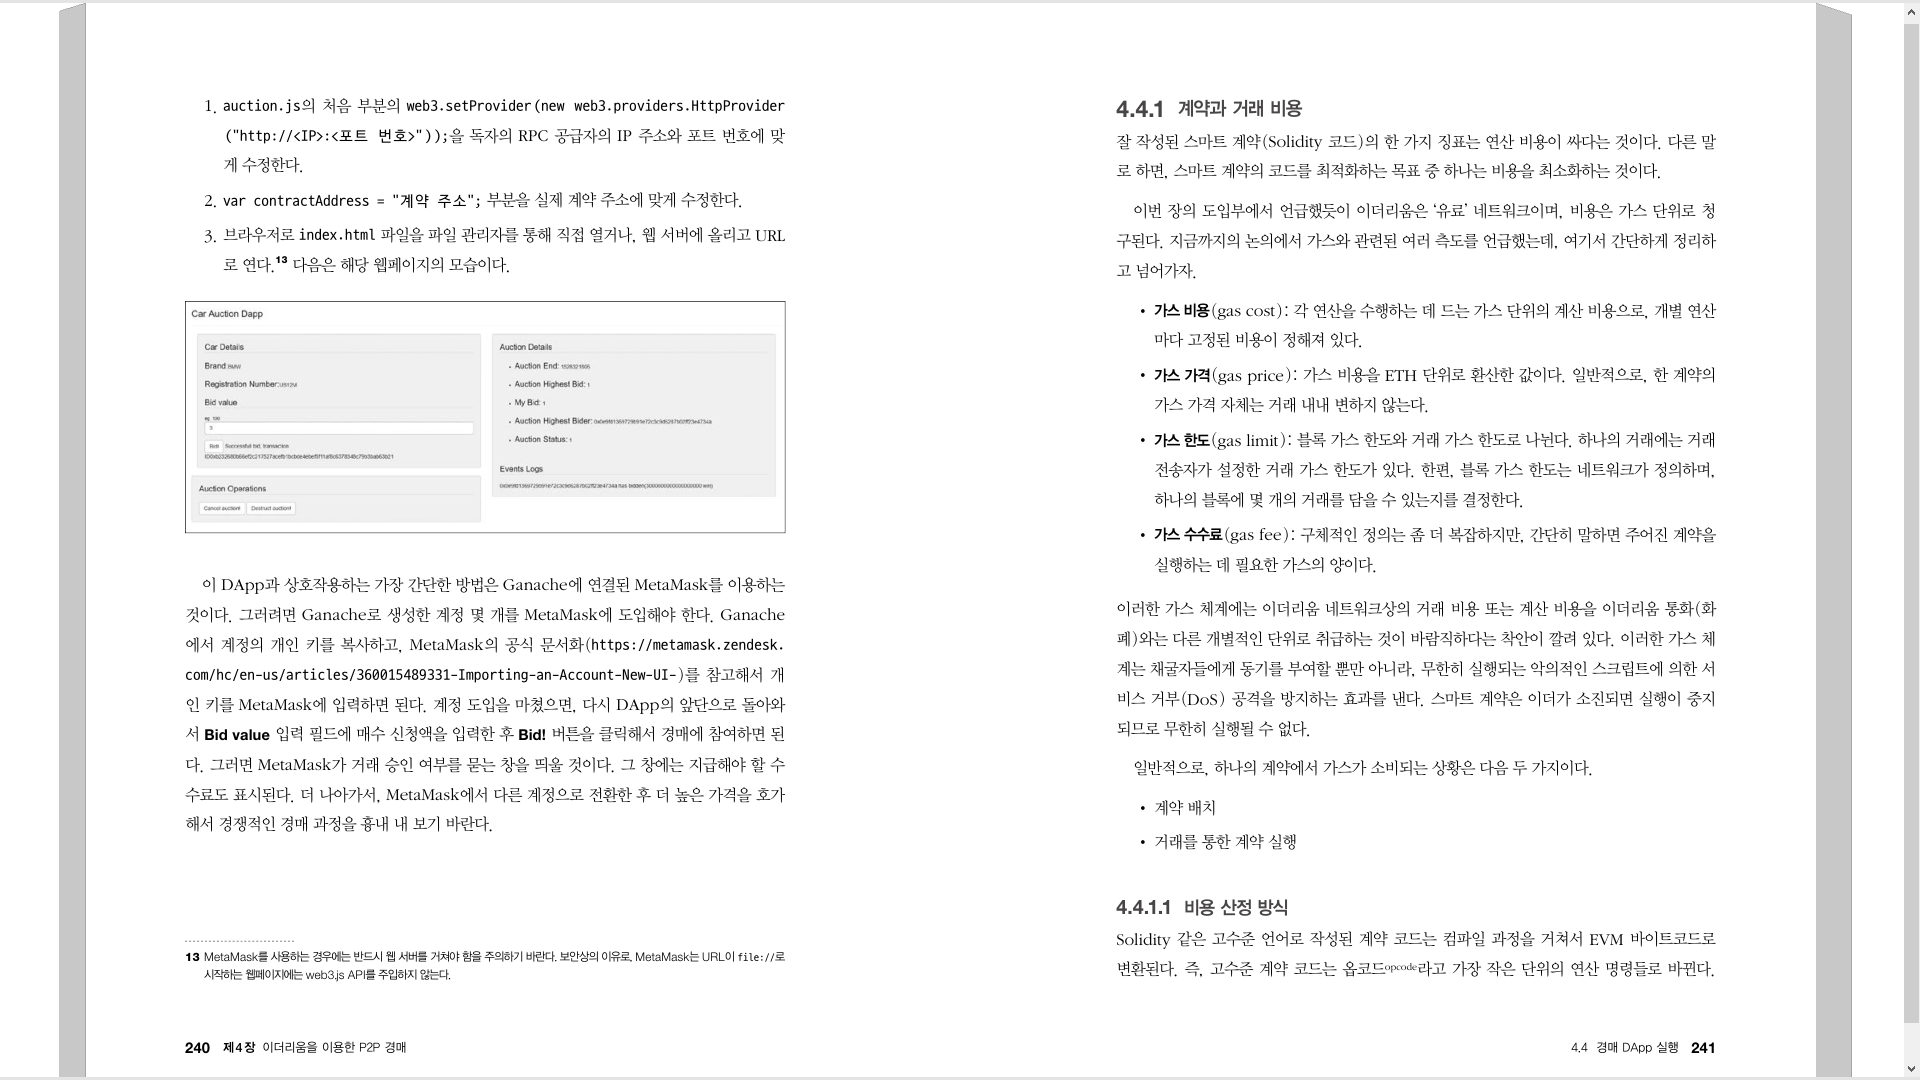 1. auction.js의 처음 부분의 web3.setProvider(new web3.providers.HttpProvider
("http://<IP>:<포트 번호>"));을 독자의 RPC 공급자의 IP 주소와 포트 번호에 맞
게 수정한다.
2. var contractAddress = "계약 주소"; 부분을 실제 계약 주소에 맞게 수정한다.
3. 브라우저로 index.html 파일을 파일 관리자를 통해 직접 열거나, 웹 서버에 올리고 URL
로 연다.13 다음은 해당 웹페이지의 모습이다.
Car Auction Dapp
Car Details
Brand:BMW
Registration Number:
Bid value
eg. 100
Bid! Successful bid, transaction
Auction Operations
Cancel auction! Destruct auction!
Auction Details
• Auction End:
• Auction Highest Bid: 1
• My Bid: 1
• Auction Highest Bider:
• Auction Status: 1
Events Logs
이 DApp과 상호작용하는 가장 간단한 방법은 Ganache에 연결된 MetaMask를 이용하는
것이다. 그러려면 Ganache로 생성한 계정 몇 개를 MetaMask에 도입해야 한다. Ganache
에서 계정의 개인 키를 복사하고, MetaMask의 공식 문서화(https://metamask.zendesk.
com/hc/en-us/articles/360015489331-Importing-an-Account-New-UI-)를 참고해서 개
인 키를 MetaMask에 입력하면 된다. 계정 도입을 마쳤으면, 다시 DApp의 앞단으로 돌아와
서 Bid value 입력 필드에 매수 신청액을 입력한 후 Bid! 버튼을 클릭해서 경매에 참여하면 된
다. 그러면 MetaMask가 거래 승인 여부를 묻는 창을 띄울 것이다. 그 창에는 지급해야 할 수
수료도 표시된다. 더 나아가서, MetaMask에서 다른 계정으로 전환한 후 더 높은 가격을 호가
해서 경쟁적인 경매 과정을 흉내 내 보기 바란다.
13 MetaMask를 사용하는 경우에는 반드시 웹 서버를 거쳐야 함을 주의하기 바란다. 보안상의 이유로, MetaMask는 URL이 file://로
시작하는 웹페이지에는 web3.js API를 주입하지 않는다.
240 제4장 이더리움을 이용한 P2P 경매
4.4.1 계약과 거래 비용
잘 작성된 스마트 계약(Solidity 코드)의 한 가지 징표는 연산 비용이 싸다는 것이다. 다른 말
로 하면, 스마트 계약의 코드를 최적화하는 목표 중 하나는 비용을 최소화하는 것이다.
이번 장의 도입부에서 언급했듯이 이더리움은 ‘유료’ 네트워크이며, 비용은 가스 단위로 청
구된다. 지금까지의 논의에서 가스와 관련된 여러 측도를 언급했는데, 여기서 간단하게 정리하
고 넘어가자.
• 가스 비용(gas cost): 각 연산을 수행하는 데 드는 가스 단위의 계산 비용으로, 개별 연산
마다 고정된 비용이 정해져 있다.
• 가스 가격(gas price): 가스 비용을 ETH 단위로 환산한 값이다. 일반적으로, 한 계약의
가스 가격 자체는 거래 내내 변하지 않는다.
• 가스 한도(gas limit): 블록 가스 한도와 거래 가스 한도로 나뉜다. 하나의 거래에는 거래
전송자가 설정한 거래 가스 한도가 있다. 한편, 블록 가스 한도는 네트워크가 정의하며,
하나의 블록에 몇 개의 거래를 담을 수 있는지를 결정한다.
• 가스 수수료(gas fee): 구체적인 정의는 좀 더 복잡하지만, 간단히 말하면 주어진 계약을
실행하는 데 필요한 가스의 양이다.
이러한 가스 체계에는 이더리움 네트워크상의 거래 비용 또는 계산 비용을 이더리움 통화(화
폐)와는 다른 개별적인 단위로 취급하는 것이 바람직하다는 착안이 깔려 있다. 이러한 가스 체
계는 채굴자들에게 동기를 부여할 뿐만 아니라, 무한히 실행되는 악의적인 스크립트에 의한 서
비스 거부(DoS) 공격을 방지하는 효과를 낸다. 스마트 계약은 이더가 소진되면 실행이 중지
되므로 무한히 실행될 수 없다.
일반적으로, 하나의 계약에서 가스가 소비되는 상황은 다음 두 가지이다.
• 계약 배치
• 거래를 통한 계약 실행
4.4.1.1 비용 산정 방식
Solidity 같은 고수준 언어로 작성된 계약 코드는 컴파일 과정을 거쳐서 EVM 바이트코드로
변환된다. 즉, 고수준 계약 코드는 옵코드opcode라고 가장 작은 단위의 연산 명령들로 바뀐다.
4.4 경매 DApp 실행 241